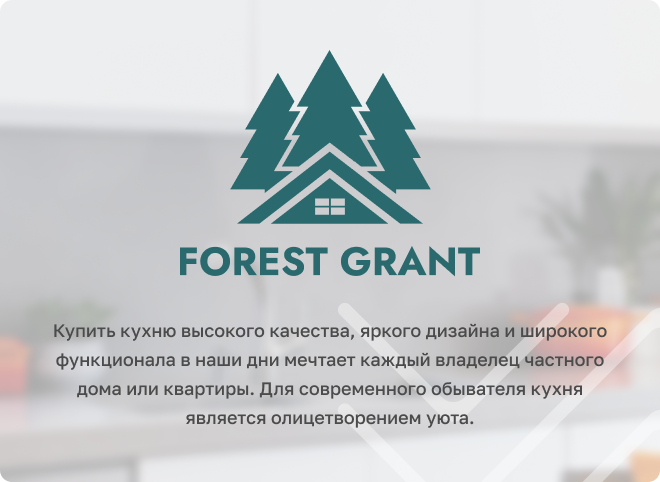 FOREST GRANT
Купить кухню высокого качества, яркого дизайна и широкого
функционала в наши дни мечтает каждый владелец частного
дома или квартиры. Для современного обывателя кухня
является олицетворением уюта.